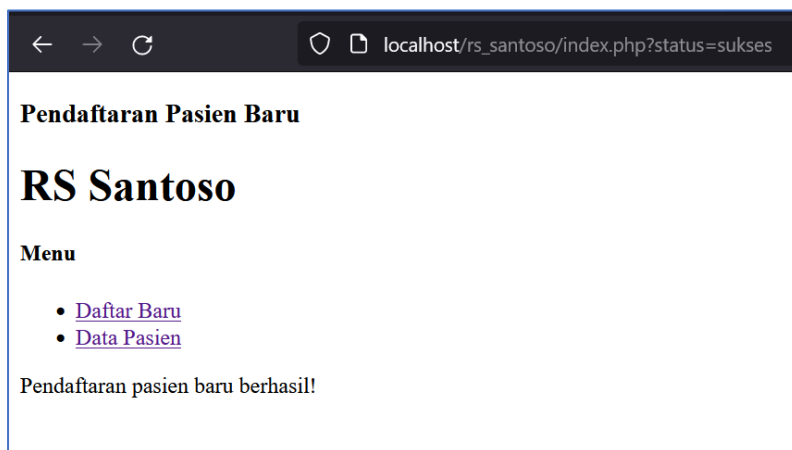 localhost/rs_santoso/index.php?status=sukses
Pendaftaran Pasien Baru
RS Santoso
Menu
Daftar Baru
Data Pasien
Pendaftaran pasien baru berhasil!